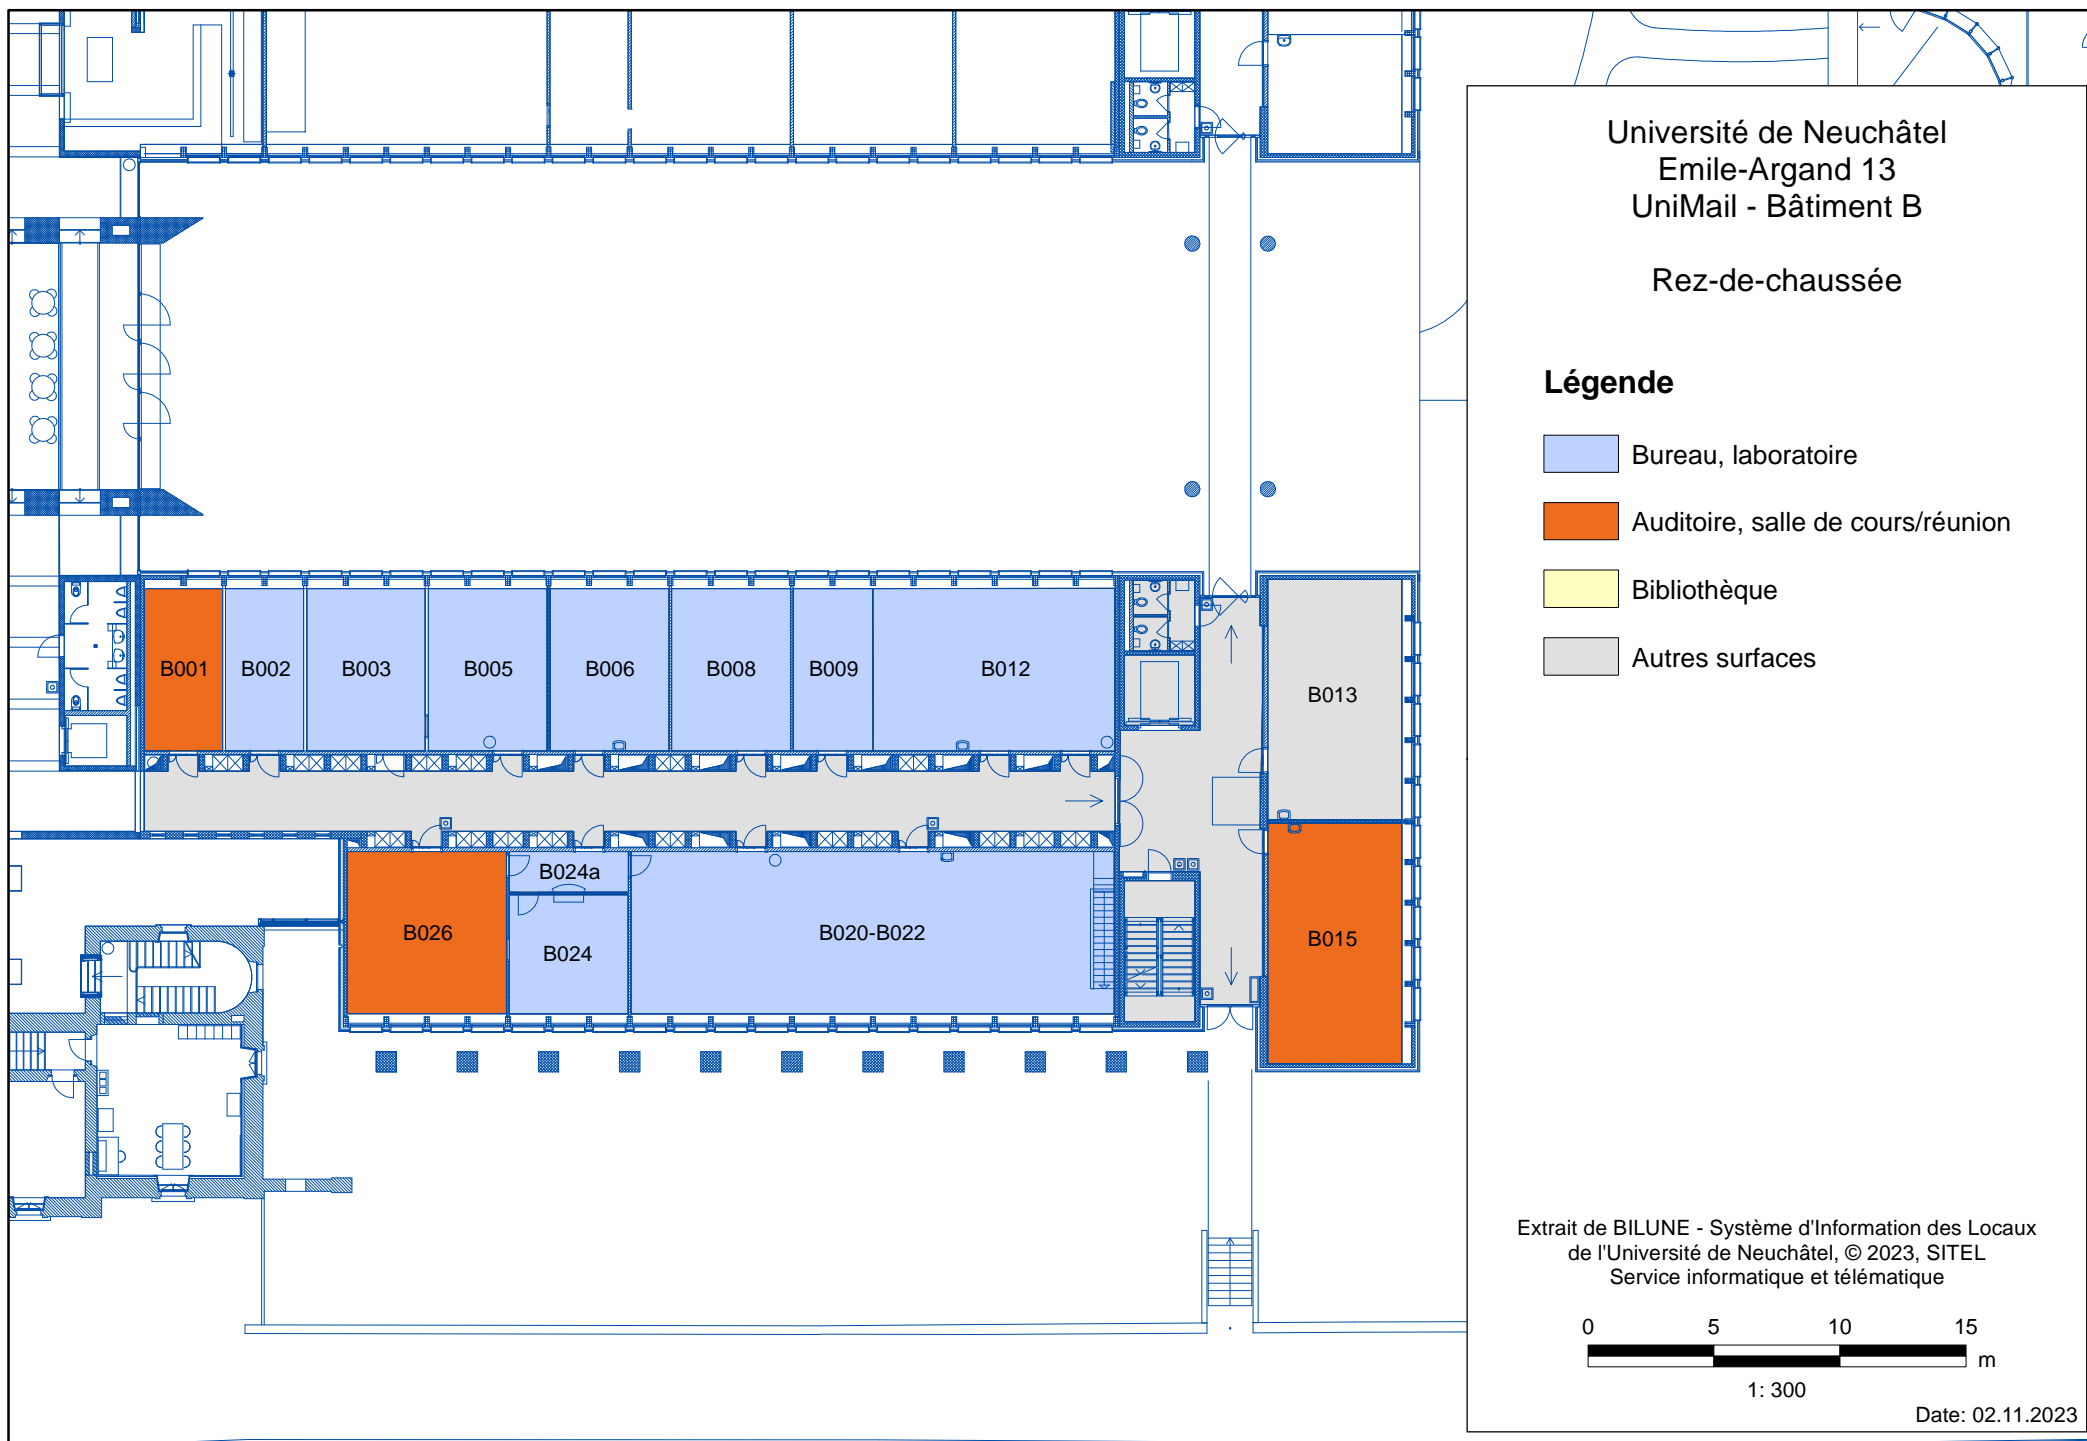 Université de Neuchâtel
Emile-Argand 13
UniMail - Bâtiment B
Rez-de-chaussée
Légende
Bureau, laboratoire
Auditoire, salle de cours/réunion
Bibliothèque
Autres surfaces
B001
B002
B003
B005
B006
B008
B009
B012
B013
B024a
B026
B024
B020-B022
B015
Extrait de BILUNE - Système d'Information des Locaux
de l'Université de Neuchâtel, © 2023, SITEL
Service informatique et télématique
0 5 10 15
m
1: 300
Date: 02.11.2023